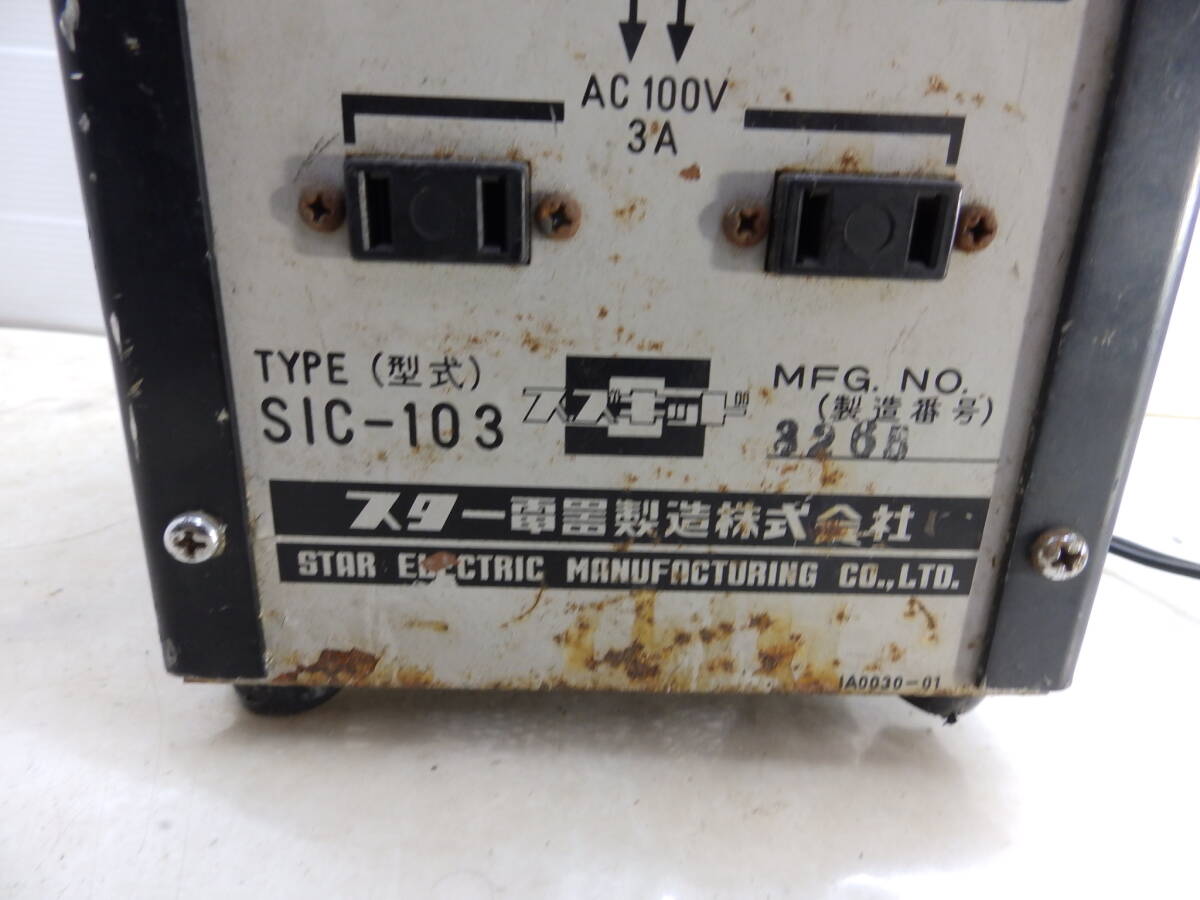 AC 100V
3A
TYPE (型式)
SIC-103
スズキッド
MFG. NO.
(製造番号)
3265
スター電器製造株式会社
STAR ELECTRIC MANUFACTURING CO.,LTD.
IA0030-01